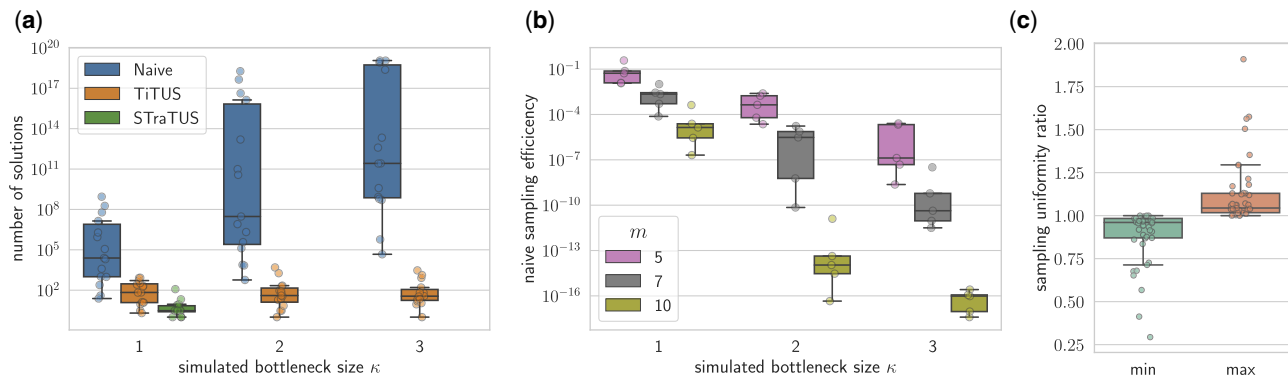 (a)
number of solutions
10^20
10^17
10^14
10^11
10^8
10^5
10^2
Naive
TiTUS
STraTUS
1 2 3
simulated bottleneck size κ
(b)
naive sampling efficicency
10^-1
10^-4
10^-7
10^-10
10^-13
10^-16
m
5
7
10
1 2 3
simulated bottleneck size κ
(c)
sampling uniformity ratio
2.00
1.75
1.50
1.25
1.00
0.75
0.50
0.25
min max